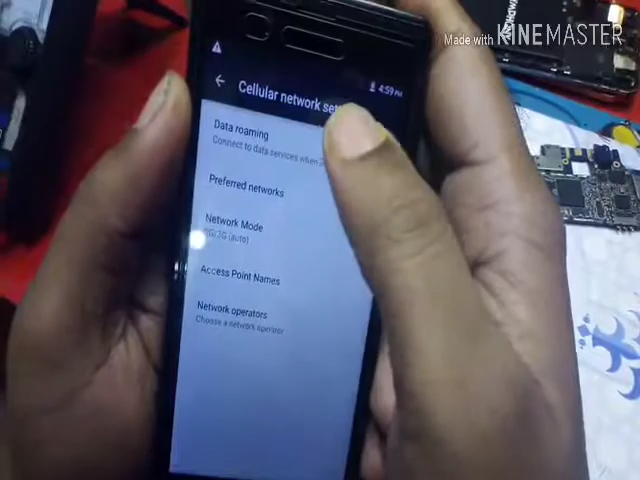 Made with KINEMASTER
4:59 PM
Cellular network
Data roaming
Connect to data services when
Preferred networks
Network Mode
2G/3G (auto)
Access Point Names
Network operators
Choose a network operator